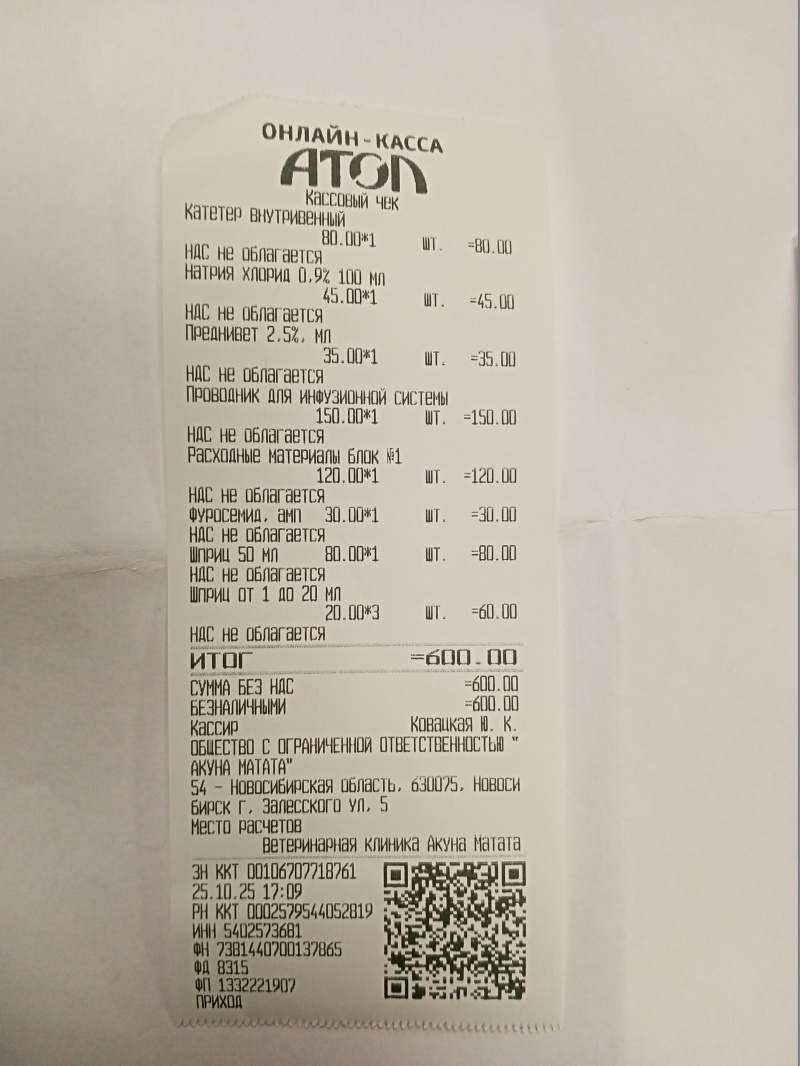 ОНЛАЙН-КАССА
АТОЛ
Кассовый чек
Катетер внутривенный
80.00*1 шт. =80.00
НДС не облагается
Натрия хлорид 0,9% 100 мл
45.00*1 шт. =45.00
НДС не облагается
Преднивет 2,5%, мл
35.00*1 шт. =35.00
НДС не облагается
Проводник для инфузионной системы
150.00*1 шт. =150.00
НДС не облагается
Расходные материалы блок №1
120.00*1 шт. =120.00
НДС не облагается
Фуросемид, амп 30.00*1 шт. =30.00
НДС не облагается
Шприц 50 мл 80.00*1 шт. =80.00
НДС не облагается
Шприц от 1 до 20 мл
20.00*3 шт. =60.00
НДС не облагается
ИТОГ =600.00
СУММА БЕЗ НДС =600.00
БЕЗНАЛИЧНЫМИ =600.00
Кассир Ковацкая Ю. К.
ОБЩЕСТВО С ОГРАНИЧЕННОЙ ОТВЕТСТВЕННОСТЬЮ "
АКУНА МАТАТА"
54 - Новосибирская область, 630075, Новоси
бирск г, Залесского ул, 5
Место расчетов
Ветеринарная клиника Акуна Матата
ЗН ККТ 00106707718761
25.10.25 17:09
РН ККТ 0002579544052819
ИНН 5402573681
ФН 7381440700137865
ФД 8315
ФП 1332221907
ПРИХОД